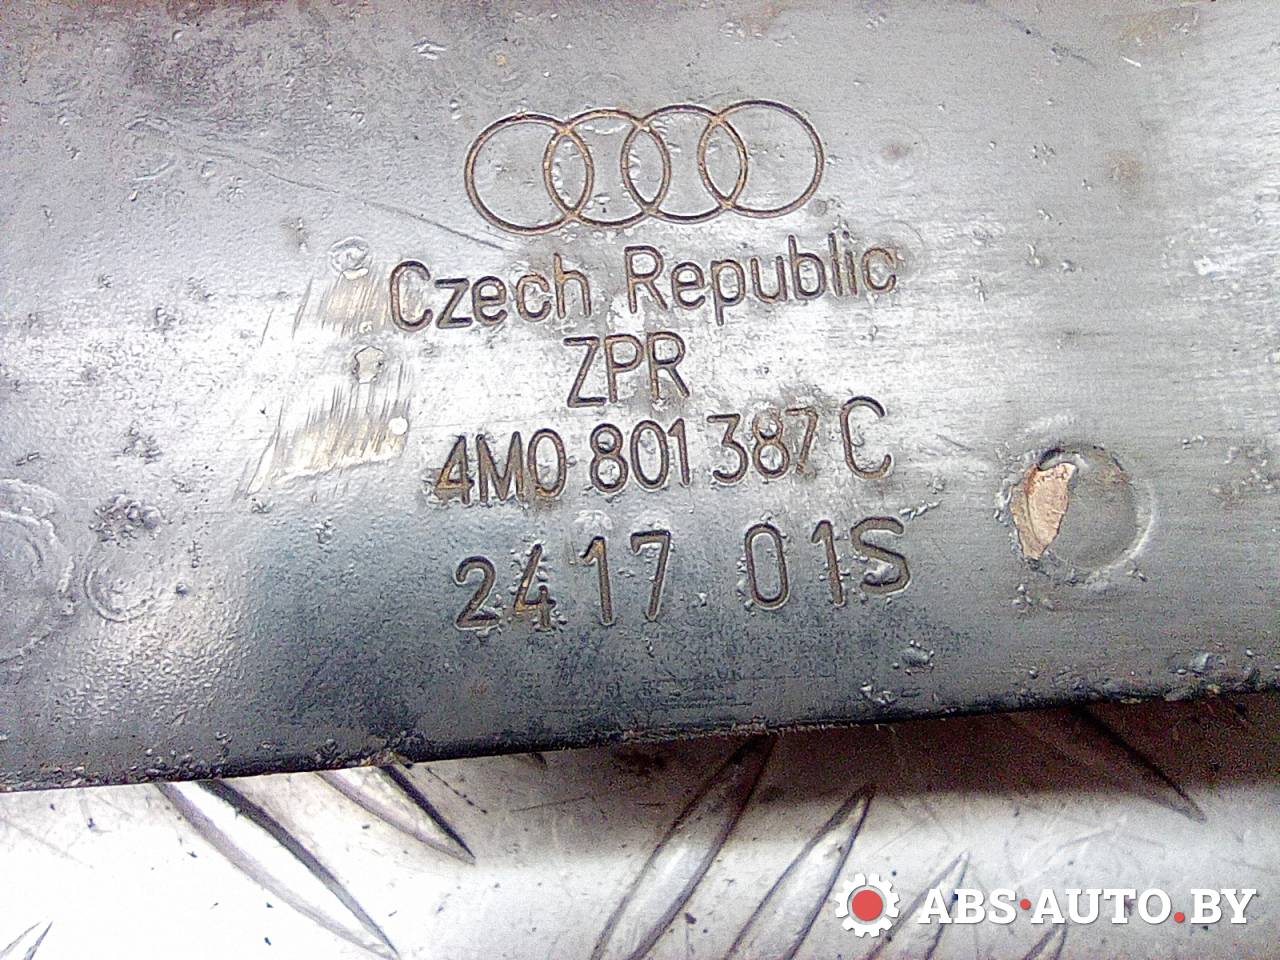 Czech Republic
ZPR
4M0 801 387 C
24 17 01S
ABS·AUTO.BY